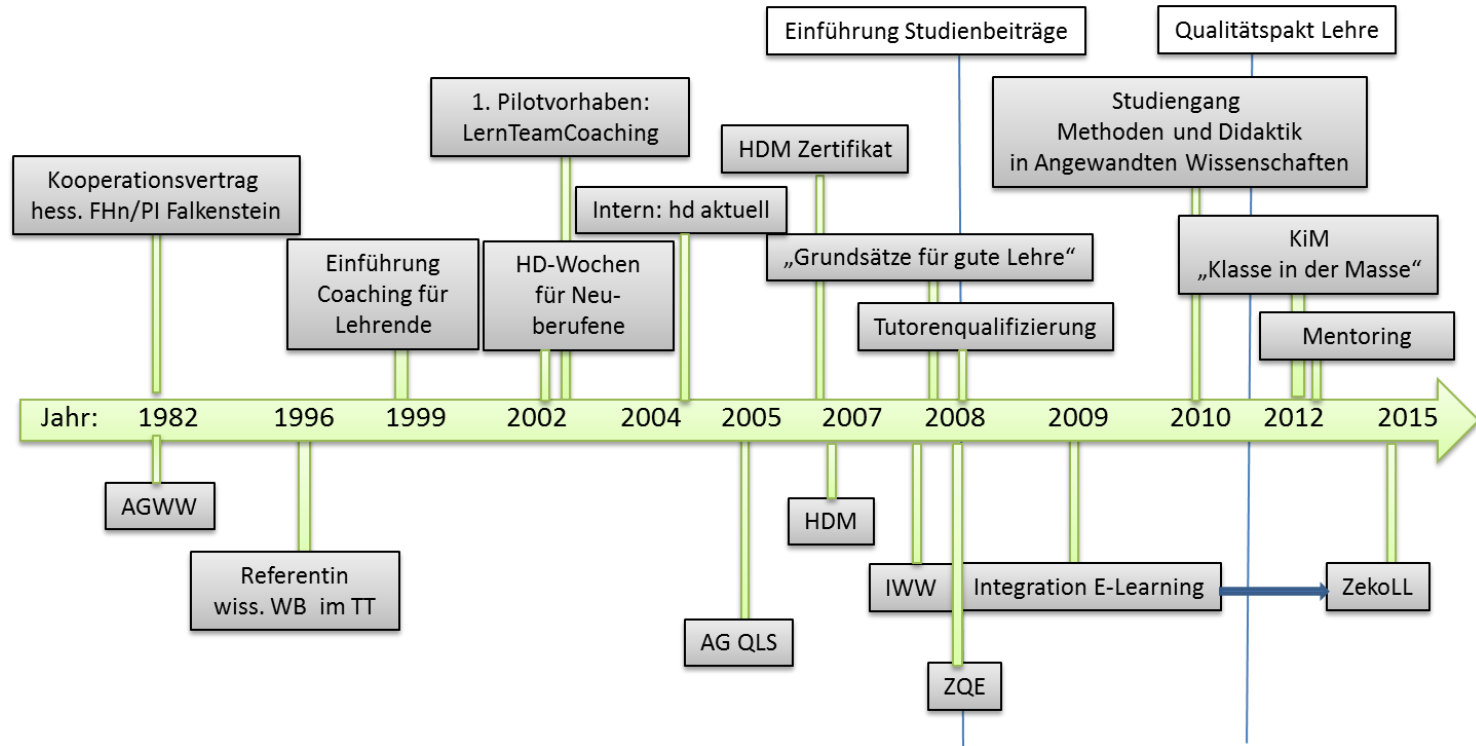 Einführung Studienbeiträge
Qualitätspakt Lehre
1. Pilotvorhaben:
LernTeamCoaching
Studiengang
Methoden und Didaktik
in Angewandten Wissenschaften
HDM Zertifikat
Kooperationsvertrag
hess. FHn/PI Falkenstein
Intern: hd aktuell
Einführung
Coaching für
Lehrende
HD-Wochen
für Neu-
berufene
„Grundsätze für gute Lehre“
KiM
„Klasse in der Masse“
Tutorenqualifizierung
Mentoring
Jahr: 1982 1996 1999 2002 2004 2005 2007 2008 2009 2010 2012 2015
AGWW
HDM
Referentin
wiss. WB im TT
IWW
Integration E-Learning
ZekoLL
AG QLS
ZQE